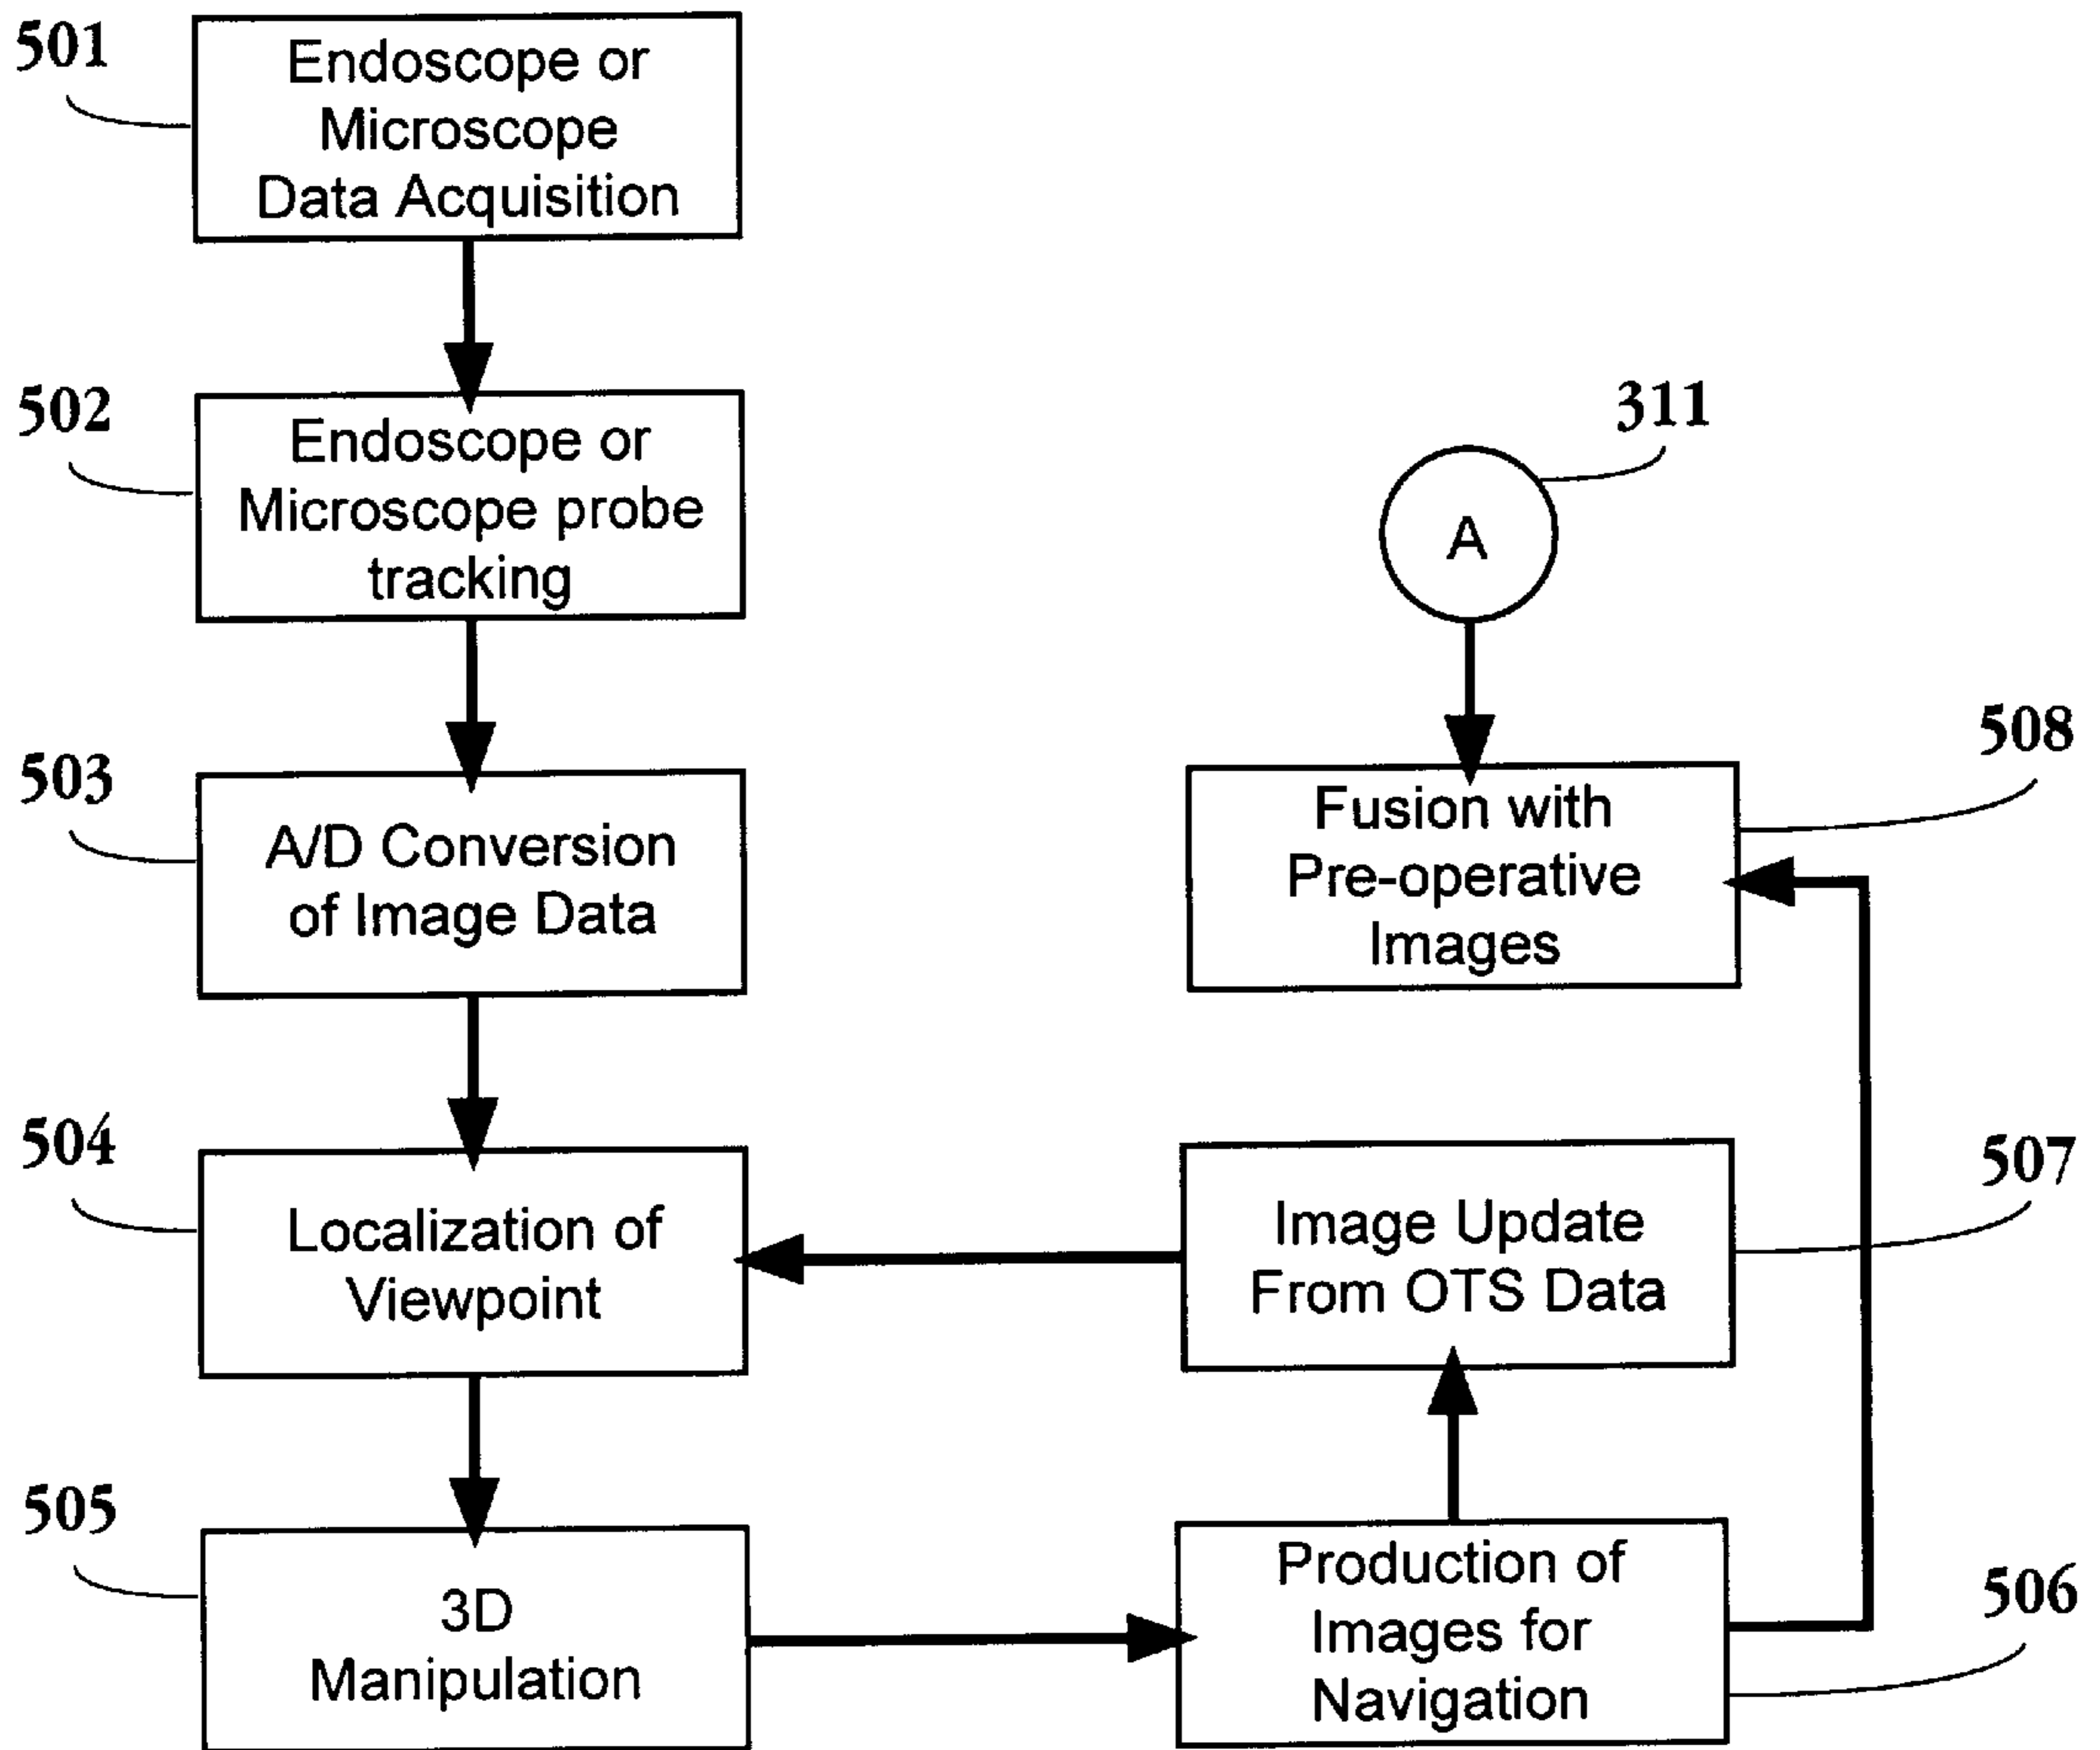 501
Endoscope or
Microscope
Data Acquisition
502
Endoscope or
Microscope probe
tracking
503
A/D Conversion
of Image Data
504
Localization of
Viewpoint
505
3D
Manipulation
311
A
508
Fusion with
Pre-operative
Images
507
Image Update
From OTS Data
506
Production of
Images for
Navigation